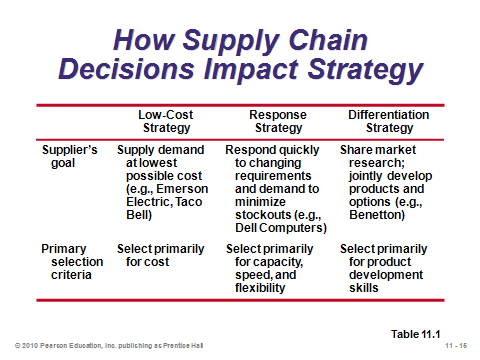 How Supply Chain
Decisions Impact Strategy
Low-Cost Strategy
Response Strategy
Differentiation Strategy
Supplier's goal
Supply demand at lowest possible cost (e.g., Emerson Electric, Taco Bell)
Respond quickly to changing requirements and demand to minimize stockouts (e.g., Dell Computers)
Share market research; jointly develop products and options (e.g., Benetton)
Primary selection criteria
Select primarily for cost
Select primarily for capacity, speed, and flexibility
Select primarily for product development skills
Table 11.1
© 2010 Pearson Education, Inc. publishing as Prentice Hall
11 - 15